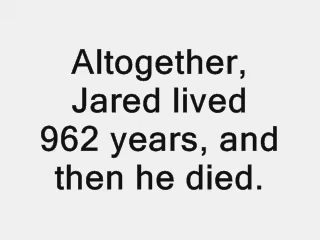 Altogether,
Jared lived
962 years, and
then he died.